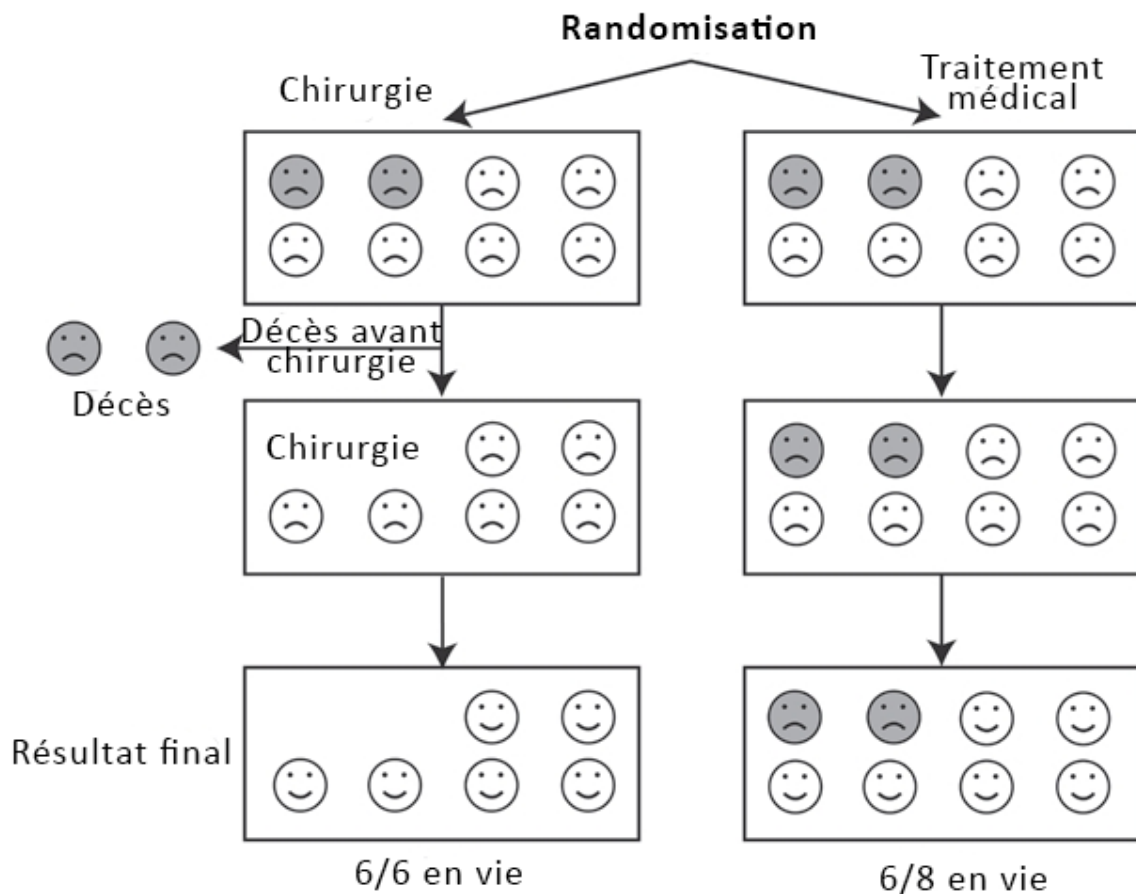 Randomisation
Chirurgie
Traitement
médical
Décès avant
chirurgie
Décès
Chirurgie
Résultat final
6/6 en vie
6/8 en vie